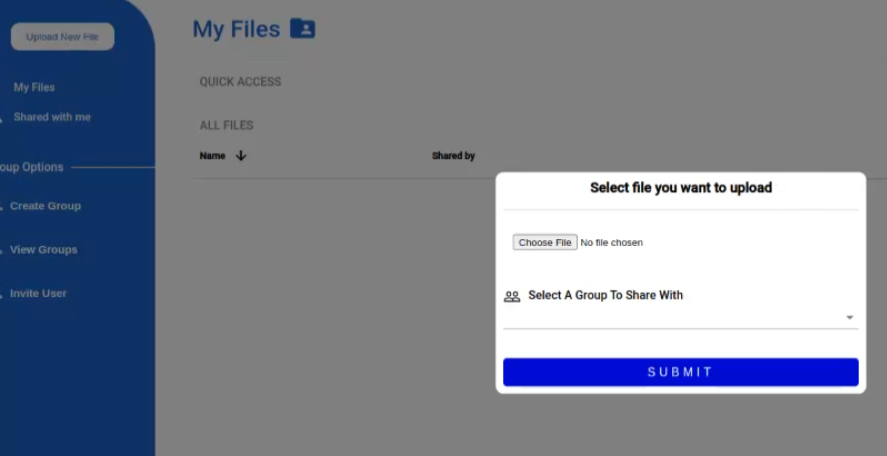 Upload New File
My Files
Shared with me
oup Options
Create Group
View Groups
Invite User
My Files
QUICK ACCESS
ALL FILES
Name
Shared by
Select file you want to upload
Choose File No file chosen
Select A Group To Share With
SUBMIT